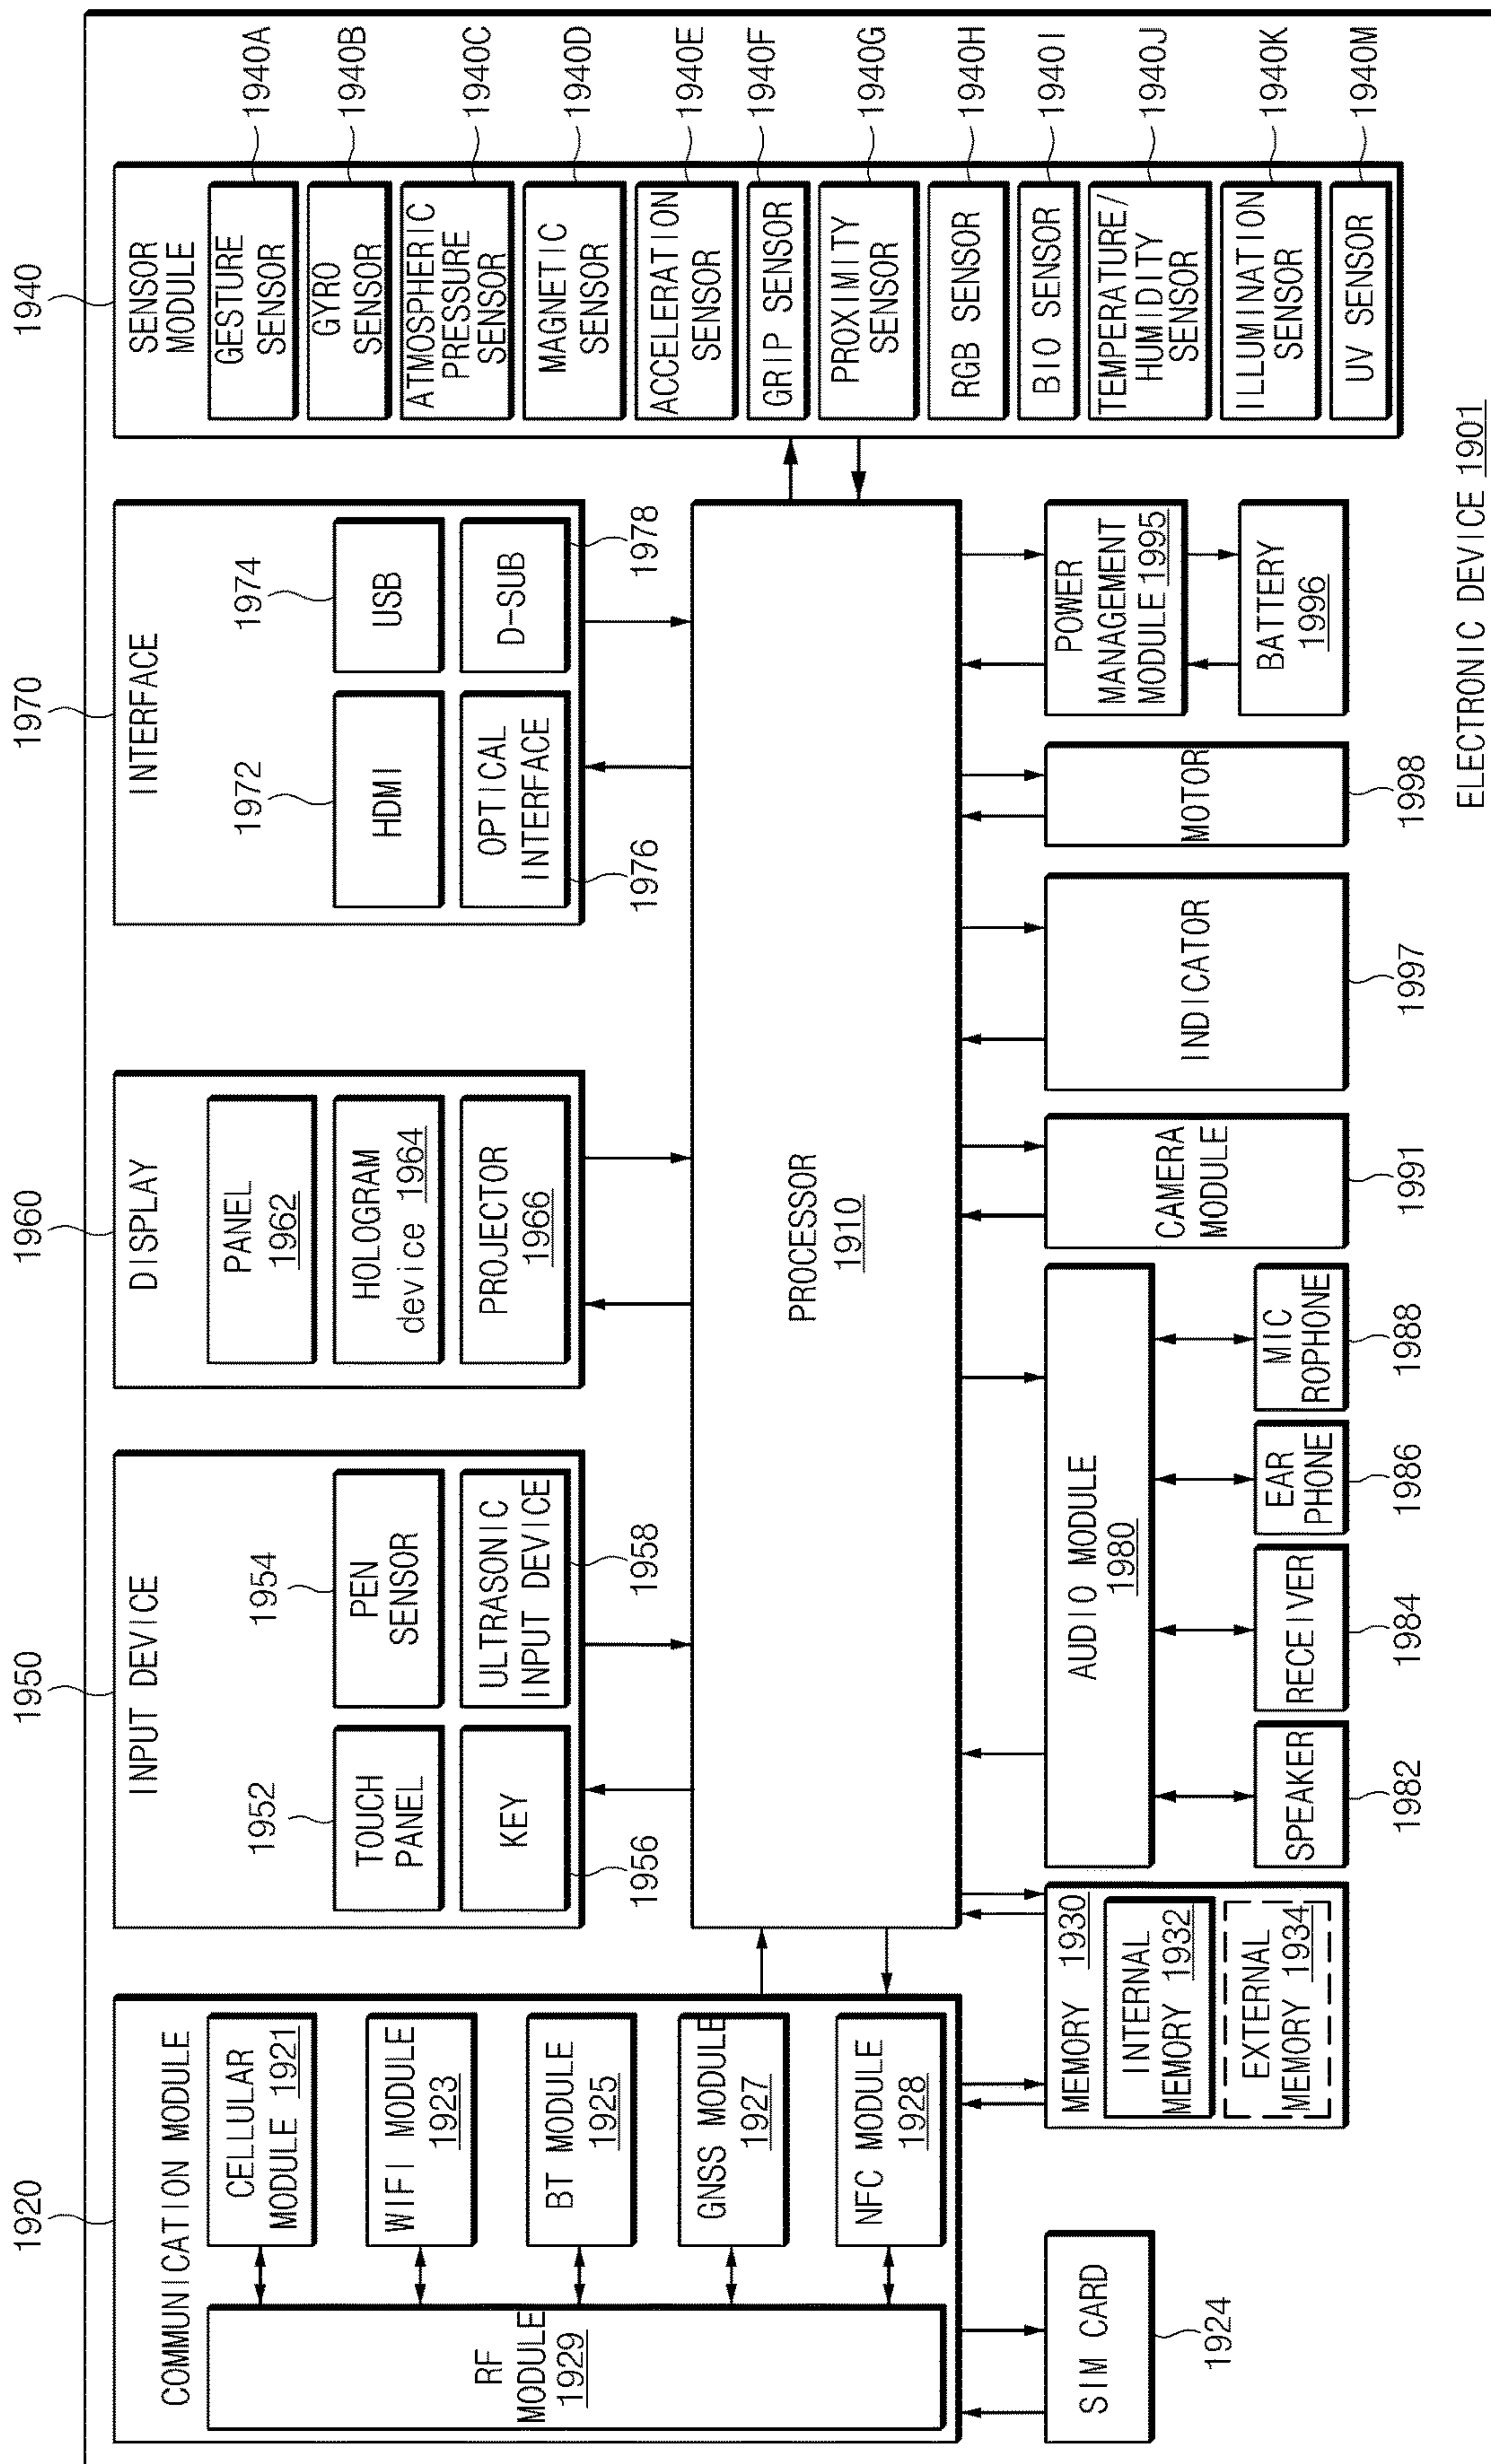 1920
COMMUNICATION MODULE
RF
MODULE
1929
CELLULAR
MODULE 1921
WIFI MODULE
1923
BT MODULE
1925
GNSS MODULE
1927
NFC MODULE
1928
SIM CARD
1924
1950
INPUT DEVICE
1952
TOUCH
PANEL
1954
PEN
SENSOR
KEY
1956
ULTRASONIC
INPUT DEVICE
1958
1960
DISPLAY
PANEL
1962
HOLOGRAM
device 1964
PROJECTOR
1966
1970
INTERFACE
1972
HDMI
1974
USB
OPTICAL
INTERFACE
1976
D-SUB
1978
1940
SENSOR
MODULE
GESTURE
SENSOR
1940A
GYRO
SENSOR
1940B
ATMOSPHERIC
PRESSURE
SENSOR
1940C
MAGNETIC
SENSOR
1940D
ACCELERATION
SENSOR
1940E
GRIP SENSOR
1940F
PROXIMITY
SENSOR
1940G
RGB SENSOR
1940H
BIO SENSOR
1940I
TEMPERATURE/
HUMIDITY
SENSOR
1940J
ILLUMINATION
SENSOR
1940K
UV SENSOR
1940M
PROCESSOR
1910
MEMORY 1930
INTERNAL
MEMORY 1932
EXTERNAL
MEMORY 1934
AUDIO MODULE
1980
SPEAKER
1982
RECEIVER
1984
EAR
PHONE
1986
MIC
ROPHONE
1988
CAMERA
MODULE
1991
INDICATOR
1997
MOTOR
1998
POWER
MANAGEMENT
MODULE 1995
BATTERY
1996
ELECTRONIC DEVICE 1901